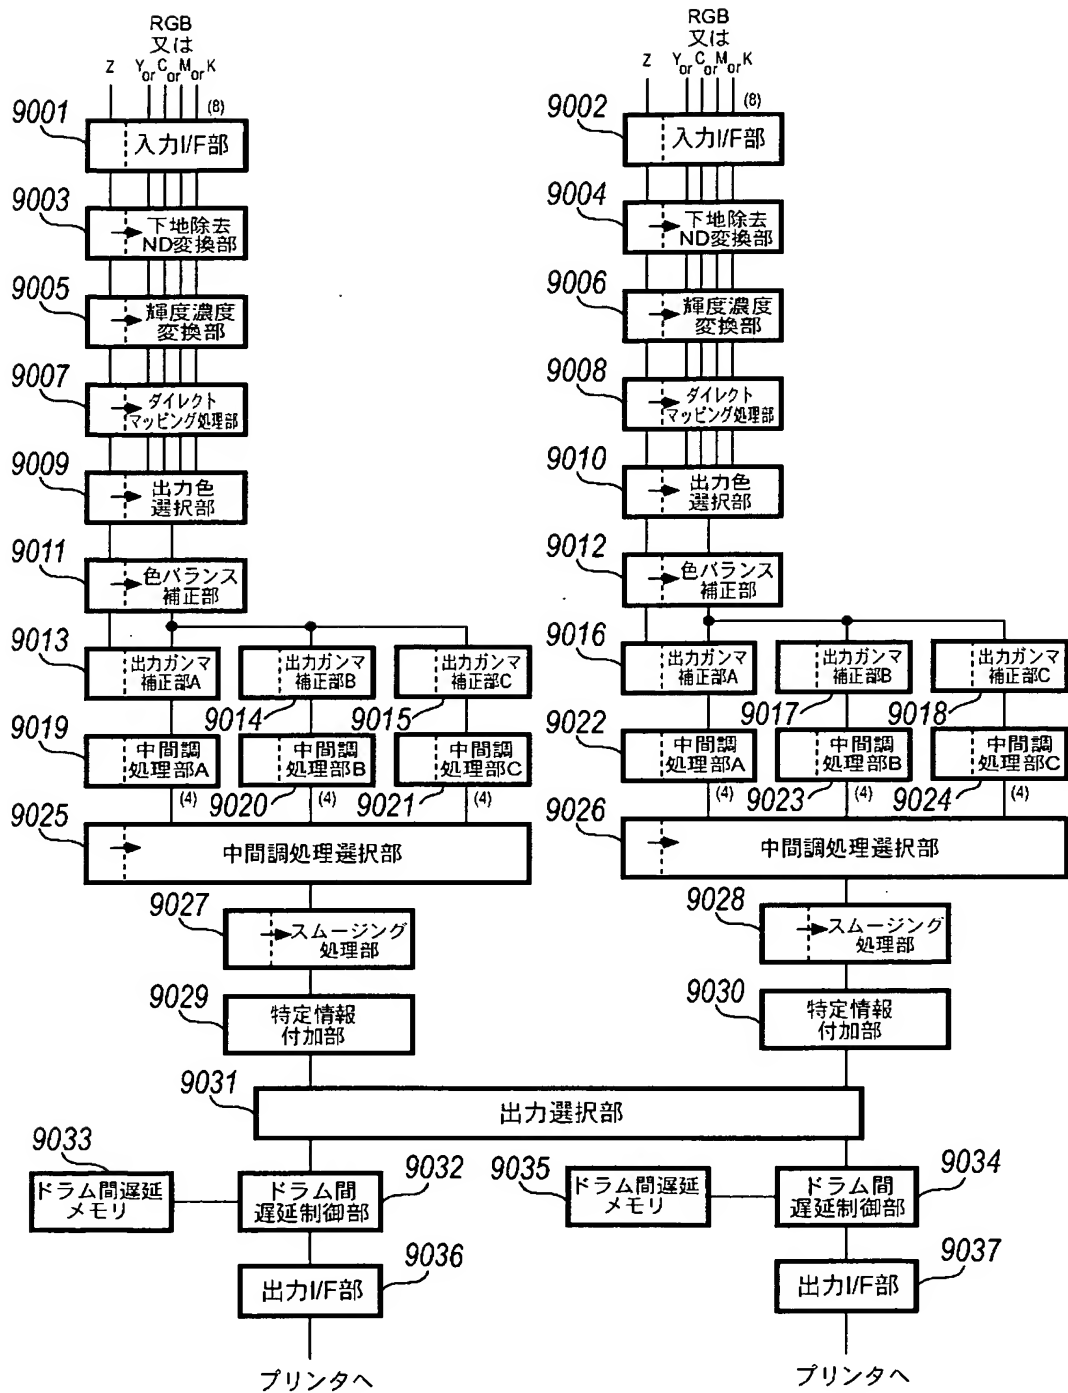 RGB
又は
Z Y or C or M or K
(8)
9001
入力I/F部
9003
下地除去
ND変換部
9005
輝度濃度
変換部
9007
ダイレクト
マッピング処理部
9009
出力色
選択部
9011
色バランス
補正部
9013
出力ガンマ
補正部A
出力ガンマ
補正部B
出力ガンマ
補正部C
9014
9015
9019
中間調
処理部A
中間調
処理部B
中間調
処理部C
(4)
9020
(4)
9021
(4)
9025
中間調処理選択部
9027
スムージング
処理部
9029
特定情報
付加部
RGB
又は
Z Y or C or M or K
(8)
9002
入力I/F部
9004
下地除去
ND変換部
9006
輝度濃度
変換部
9008
ダイレクト
マッピング処理部
9010
出力色
選択部
9012
色バランス
補正部
9016
出力ガンマ
補正部A
出力ガンマ
補正部B
出力ガンマ
補正部C
9017
9018
9022
中間調
処理部A
中間調
処理部B
中間調
処理部C
(4)
9023
(4)
9024
(4)
9026
中間調処理選択部
9028
スムージング
処理部
9030
特定情報
付加部
9031
出力選択部
9033
ドラム間遅延
メモリ
9032
ドラム間
遅延制御部
9036
出力I/F部
プリンタへ
9035
ドラム間遅延
メモリ
9034
ドラム間
遅延制御部
9037
出力I/F部
プリンタへ